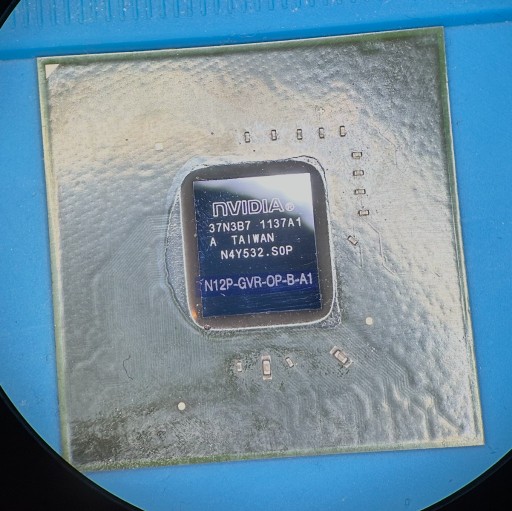 NVIDIA®
37N3B7 1137A1
A TAIWAN
N4Y532.S0P
N12P-GVR-OP-B-A1